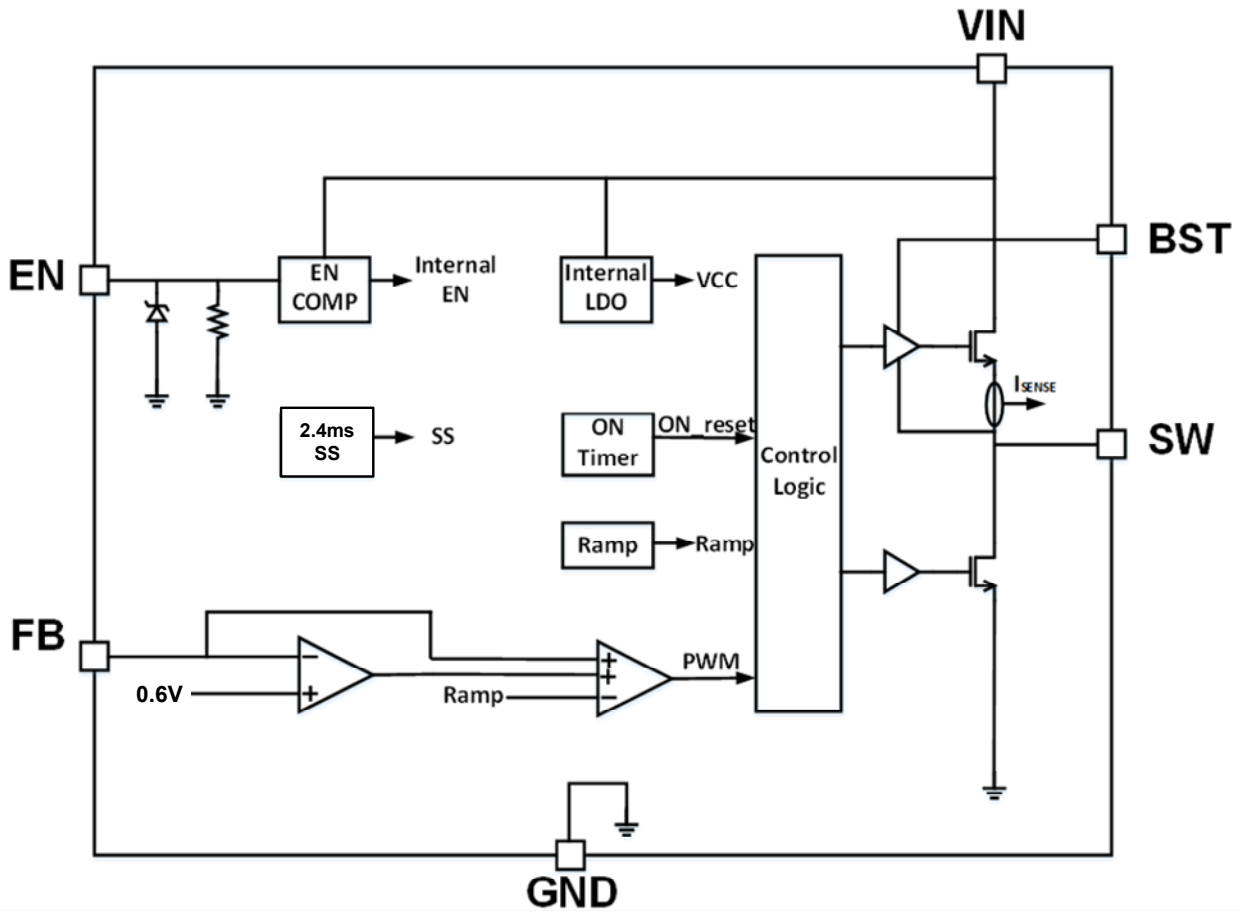 VIN
BST
EN
EN
COMP
Internal
EN
Internal
LDO
VCC
ISENSE
2.4ms
SS
SS
ON
Timer
ON_reset
Control
Logic
SW
Ramp
Ramp
FB
−
+
0.6V
Ramp
+
+
−
PWM
GND